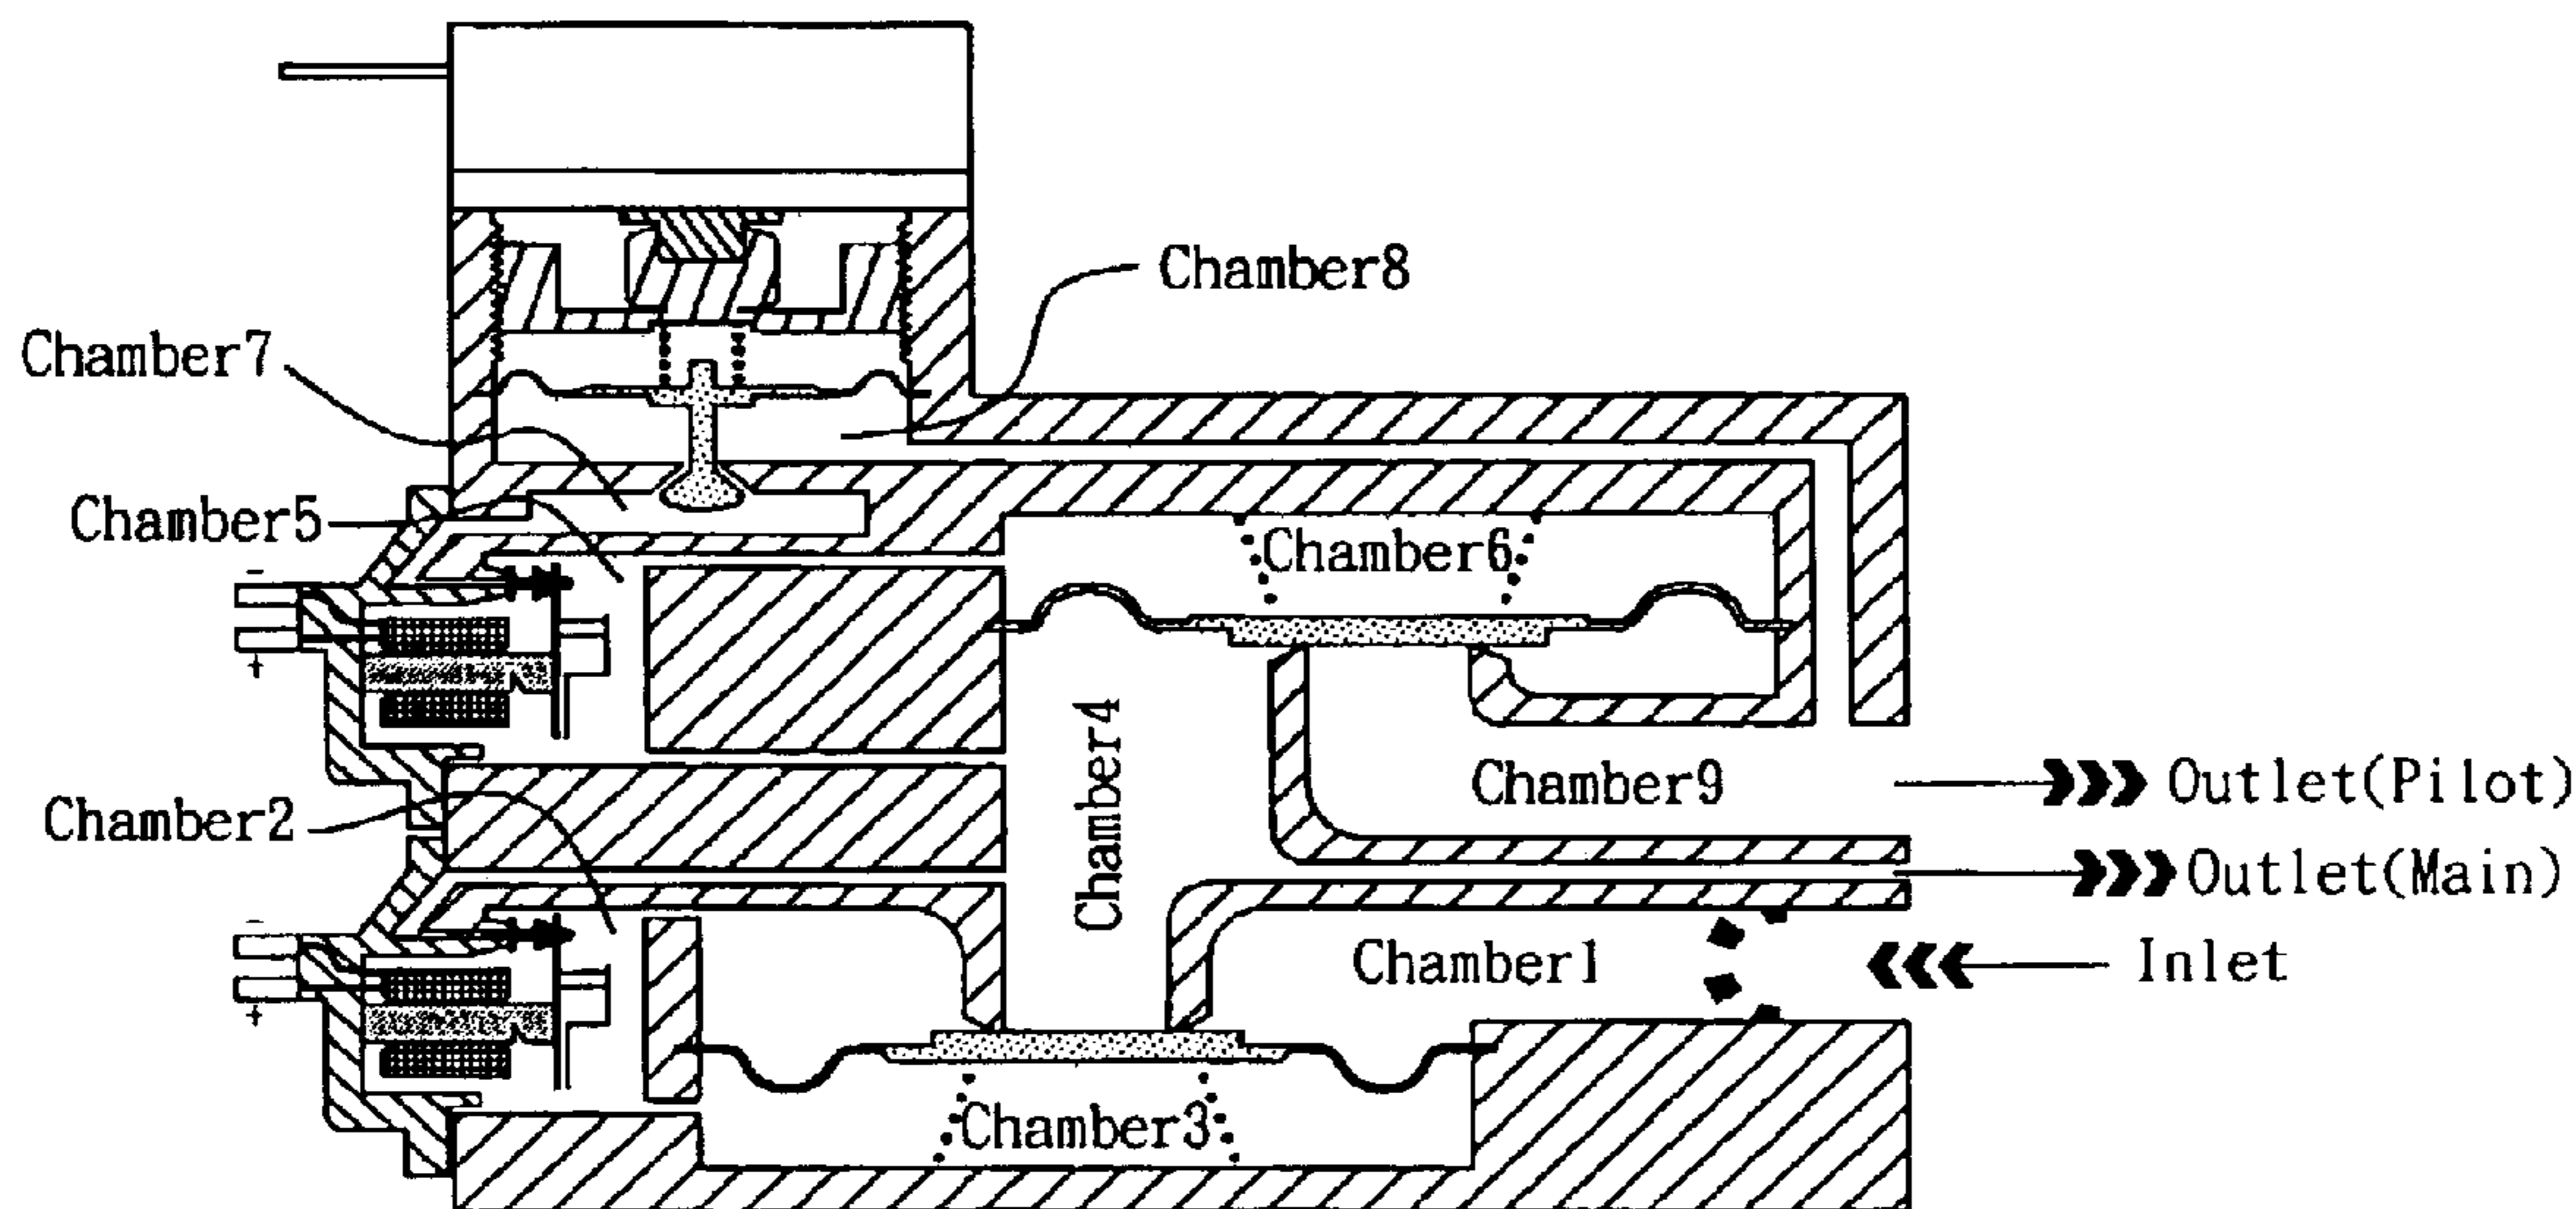 Chamber8
Chamber7
Chamber5
Chamber6
-
+
Chamber4
Outlet(Pilot)
Chamber9
Chamber2
Outlet(Main)
-
+
Chamber1
Inlet
Chamber3